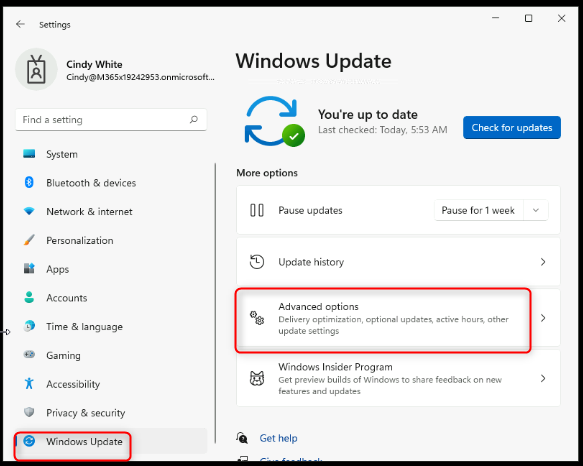 Settings
Cindy White
Cindy@M365x19242953.onmicrosoft...
Find a setting
System
Bluetooth & devices
Network & internet
Personalization
Apps
Accounts
Time & language
Gaming
Accessibility
Privacy & security
Windows Update
Windows Update
You're up to date
Last checked: Today, 5:53 AM
Check for updates
More options
Pause updates
Pause for 1 week
Update history
Advanced options
Delivery optimization, optional updates, active hours, other
update settings
Windows Insider Program
Get preview builds of Windows to share feedback on new
features and updates
Get help
Give feedback